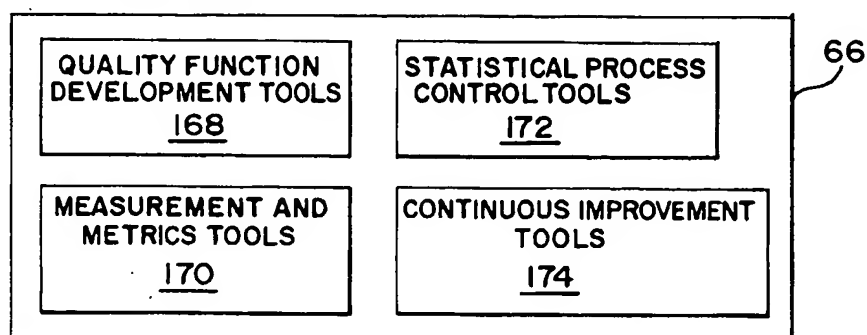 QUALITY FUNCTION
DEVELOPMENT TOOLS
168
STATISTICAL PROCESS
CONTROL TOOLS
172
66
MEASUREMENT AND
METRICS TOOLS
170
CONTINUOUS IMPROVEMENT
TOOLS
174